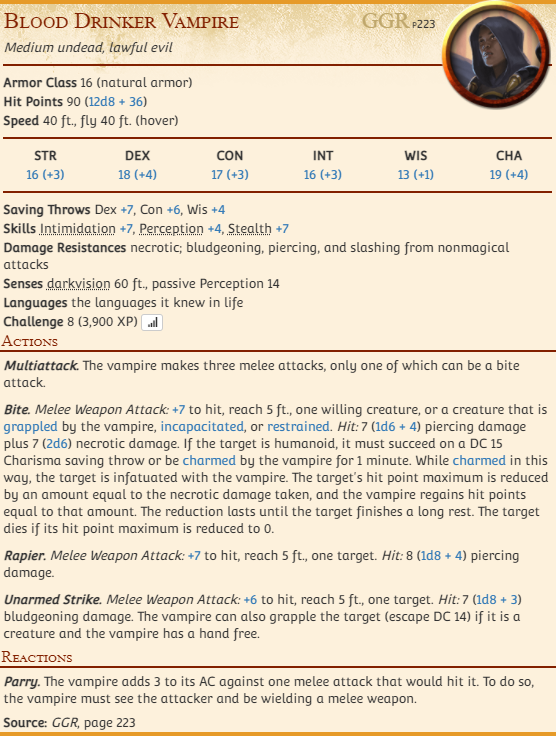 Blood Drinker Vampire GGR p223
Medium undead, lawful evil
Armor Class 16 (natural armor)
Hit Points 90 (12d8 + 36)
Speed 40 ft., fly 40 ft. (hover)
STR DEX CON INT WIS CHA
16 (+3) 18 (+4) 17 (+3) 16 (+3) 13 (+1) 19 (+4)
Saving Throws Dex +7, Con +6, Wis +4
Skills Intimidation +7, Perception +4, Stealth +7
Damage Resistances necrotic; bludgeoning, piercing, and slashing from nonmagical
attacks
Senses darkvision 60 ft., passive Perception 14
Languages the languages it knew in life
Challenge 8 (3,900 XP)
Actions
Multiattack. The vampire makes three melee attacks, only one of which can be a bite
attack.
Bite. Melee Weapon Attack: +7 to hit, reach 5 ft., one willing creature, or a creature that is
grappled by the vampire, incapacitated, or restrained. Hit: 7 (1d6 + 4) piercing damage
plus 7 (2d6) necrotic damage. If the target is humanoid, it must succeed on a DC 15
Charisma saving throw or be charmed by the vampire for 1 minute. While charmed in this
way, the target is infatuated with the vampire. The target's hit point maximum is reduced
by an amount equal to the necrotic damage taken, and the vampire regains hit points
equal to that amount. The reduction lasts until the target finishes a long rest. The target
dies if its hit point maximum is reduced to 0.
Rapier. Melee Weapon Attack: +7 to hit, reach 5 ft., one target. Hit: 8 (1d8 + 4) piercing
damage.
Unarmed Strike. Melee Weapon Attack: +6 to hit, reach 5 ft., one target. Hit: 7 (1d8 + 3)
bludgeoning damage. The vampire can also grapple the target (escape DC 14) if it is a
creature and the vampire has a hand free.
Reactions
Parry. The vampire adds 3 to its AC against one melee attack that would hit it. To do so,
the vampire must see the attacker and be wielding a melee weapon.
Source: GGR, page 223